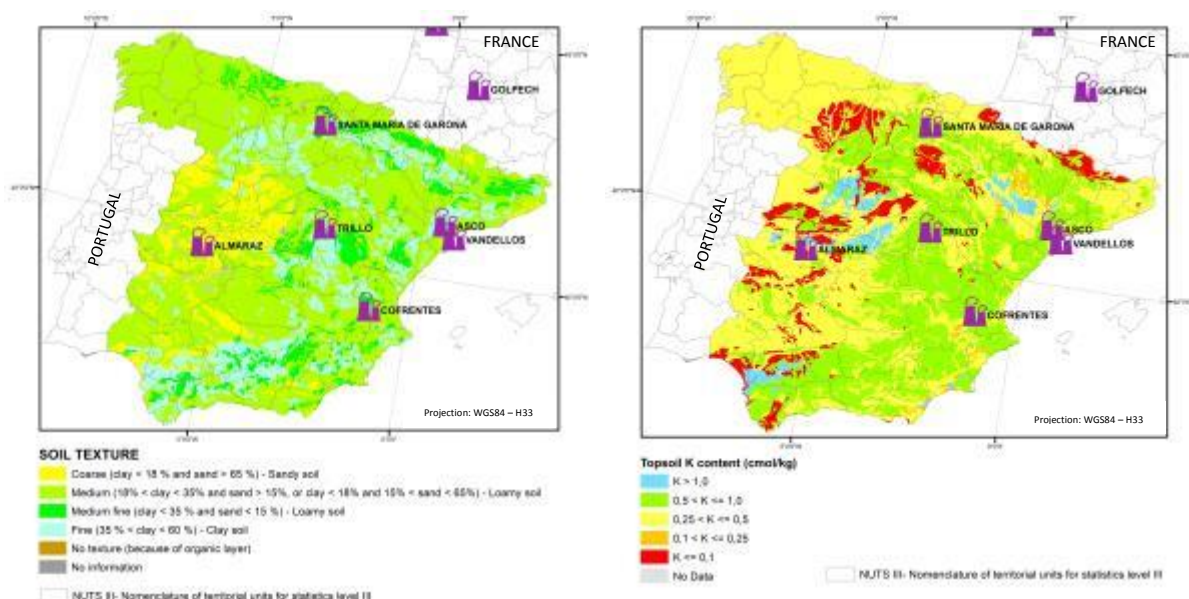 FRANCE
GOLFECH
SANTA MARIA DE GARONA
PORTUGAL
TRILLO
ASCO
VANDELLOS
ALMARAZ
COFRENTES
Projection: WGS84 – H33
SOIL TEXTURE
Coarse (clay < 18 % and sand > 65 %) - Sandy soil
Medium (18% < clay < 35% and sand > 15%, or clay < 18% and 15% < sand < 65%) - Loamy soil
Medium fine (clay < 35 % and sand < 15 %) - Loamy soil
Fine (35 % < clay < 60 %) - Clay soil
No texture (because of organic layer)
No information
NUTS III- Nomenclature of territorial units for statistics level III
FRANCE
GOLFECH
SANTA MARIA DE GARONA
PORTUGAL
TRILLO
ASCO
VANDELLOS
ALMARAZ
COFRENTES
Projection: WGS84 – H33
Topsoil K content (cmol/kg)
K > 1,0
0,5 < K <= 1,0
0,25 < K <= 0,5
0,1 < K <= 0,25
K <= 0,1
No Data
NUTS III- Nomenclature of territorial units for statistics level III